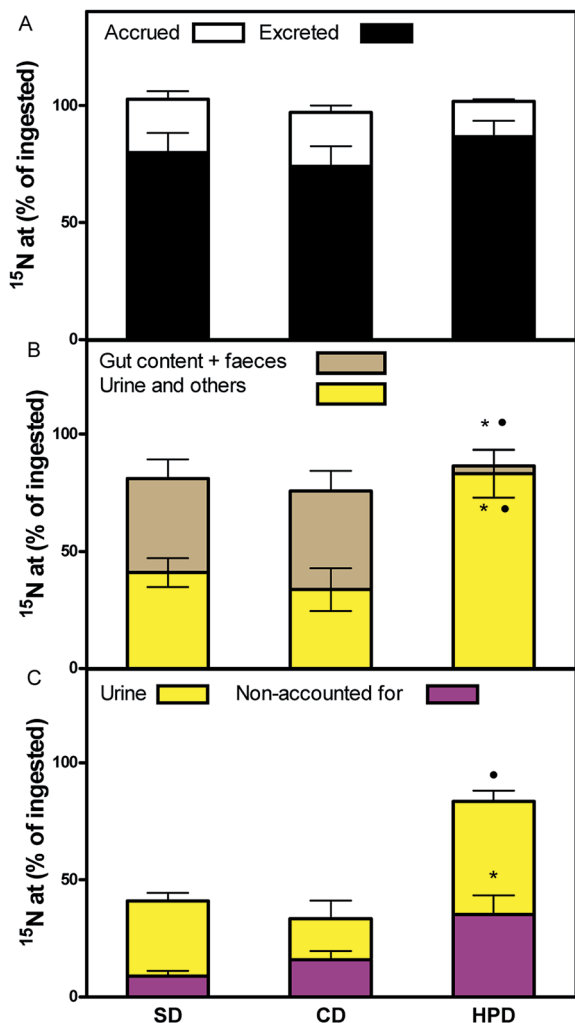 A
Accrued Excreted
100
50
0
¹⁵N at (% of ingested)
B
Gut content + faeces
Urine and others
100
50
0
¹⁵N at (% of ingested)
* •
* •
C
Urine Non-accounted for
100
50
0
¹⁵N at (% of ingested)
•
*
SD CD HPD